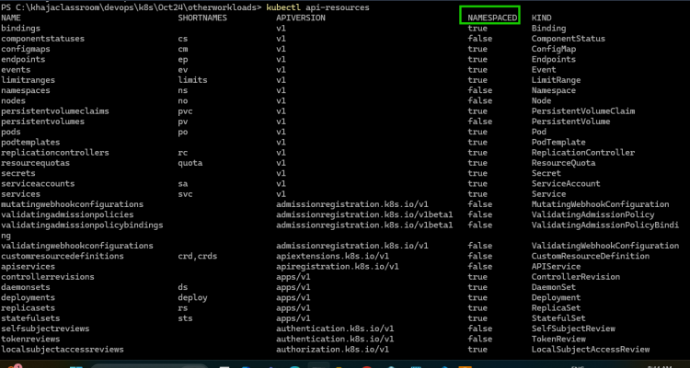 PS C:\khajaclassroom\devops\k8s\Oct24\otherworkloads> kubectl api-resources
NAME SHORTNAMES APIVERSION NAMESPACED KIND
bindings v1 true Binding
componentstatuses cs v1 false ComponentStatus
configmaps cm v1 true ConfigMap
endpoints ep v1 true Endpoints
events ev v1 true Event
limitranges limits v1 true LimitRange
namespaces ns v1 false Namespace
nodes no v1 false Node
persistentvolumeclaims pvc v1 true PersistentVolumeClaim
persistentvolumes pv v1 false PersistentVolume
pods po v1 true Pod
podtemplates v1 true PodTemplate
replicationcontrollers rc v1 true ReplicationController
resourcequotas quota v1 true ResourceQuota
secrets v1 true Secret
serviceaccounts sa v1 true ServiceAccount
services svc v1 true Service
mutatingwebhookconfigurations admissionregistration.k8s.io/v1 false MutatingWebhookConfiguration
validatingadmissionpolicies admissionregistration.k8s.io/v1beta1 false ValidatingAdmissionPolicy
validatingadmissionpolicybindings admissionregistration.k8s.io/v1beta1 false ValidatingAdmissionPolicyBindi
ng
validatingwebhookconfigurations admissionregistration.k8s.io/v1 false ValidatingWebhookConfiguration
customresourcedefinitions crd,crds apiextensions.k8s.io/v1 false CustomResourceDefinition
apiservices apiregistration.k8s.io/v1 false APIService
controllerrevisions apps/v1 true ControllerRevision
daemonsets ds apps/v1 true DaemonSet
deployments deploy apps/v1 true Deployment
replicasets rs apps/v1 true ReplicaSet
statefulsets sts apps/v1 true StatefulSet
selfsubjectreviews authentication.k8s.io/v1 false SelfSubjectReview
tokenreviews authentication.k8s.io/v1 false TokenReview
localsubjectaccessreviews authorization.k8s.io/v1 true LocalSubjectAccessReview